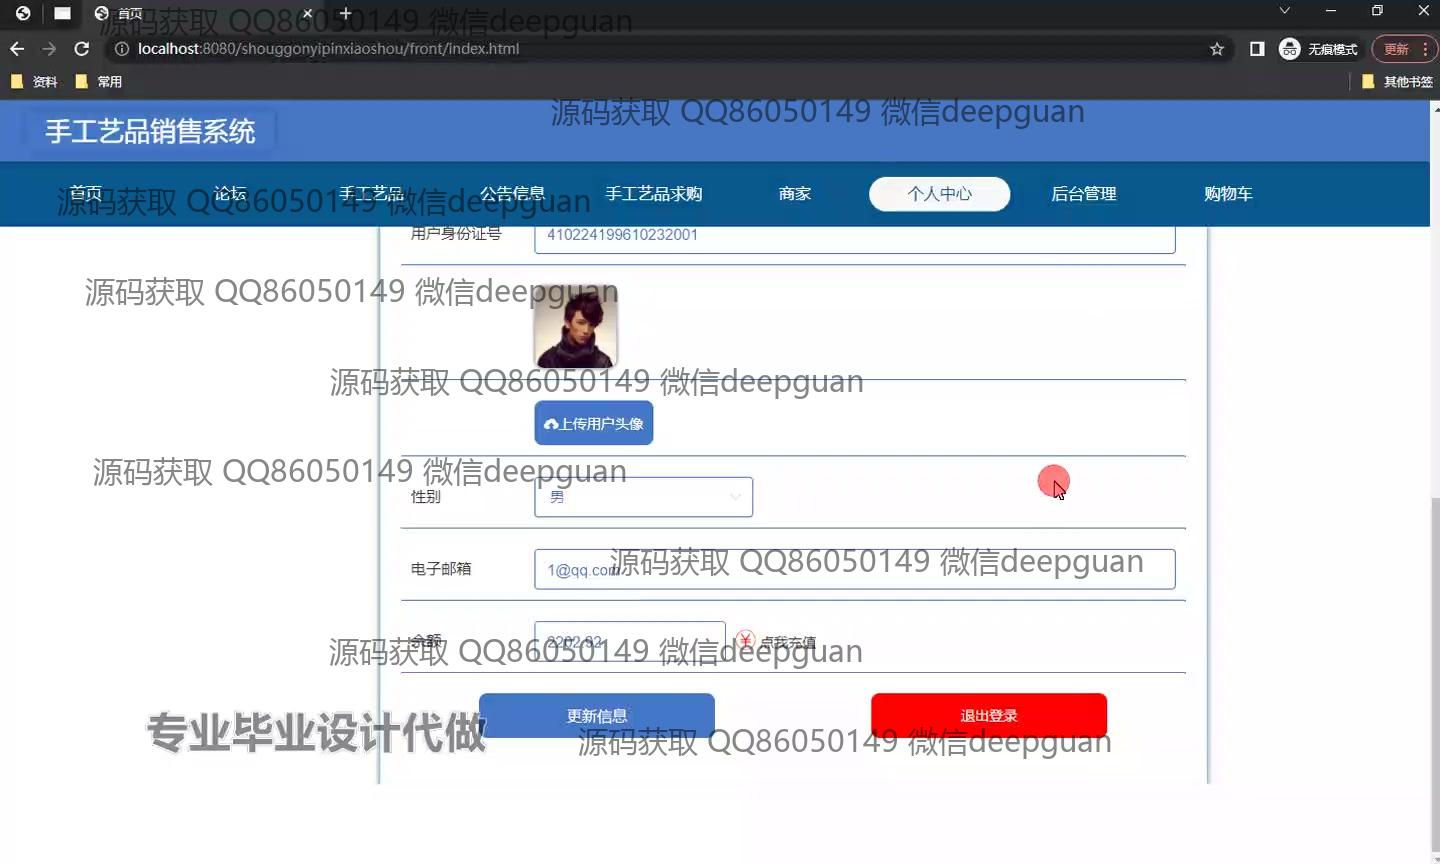 首页
源码获取 QQ86050149 微信deepguan
localhost:8080/shouggonyipinxiaoshou/front/index.html
无痕模式
更新
资料
常用
其他书签
手工艺品销售系统
源码获取 QQ86050149 微信deepguan
首页
论坛
手工艺品
公告信息
手工艺品求购
商家
个人中心
后台管理
购物车
源码获取 QQ86050149 微信deepguan
用户身份证号
410224199610232001
源码获取 QQ86050149 微信deepguan
源码获取 QQ86050149 微信deepguan
上传用户头像
源码获取 QQ86050149 微信deepguan
性别
男
源码获取 QQ86050149 微信deepguan
电子邮箱
1@qq.com
余额
2202.92
点我充值
源码获取 QQ86050149 微信deepguan
专业毕业设计代做
更新信息
退出登录
源码获取 QQ86050149 微信deepguan